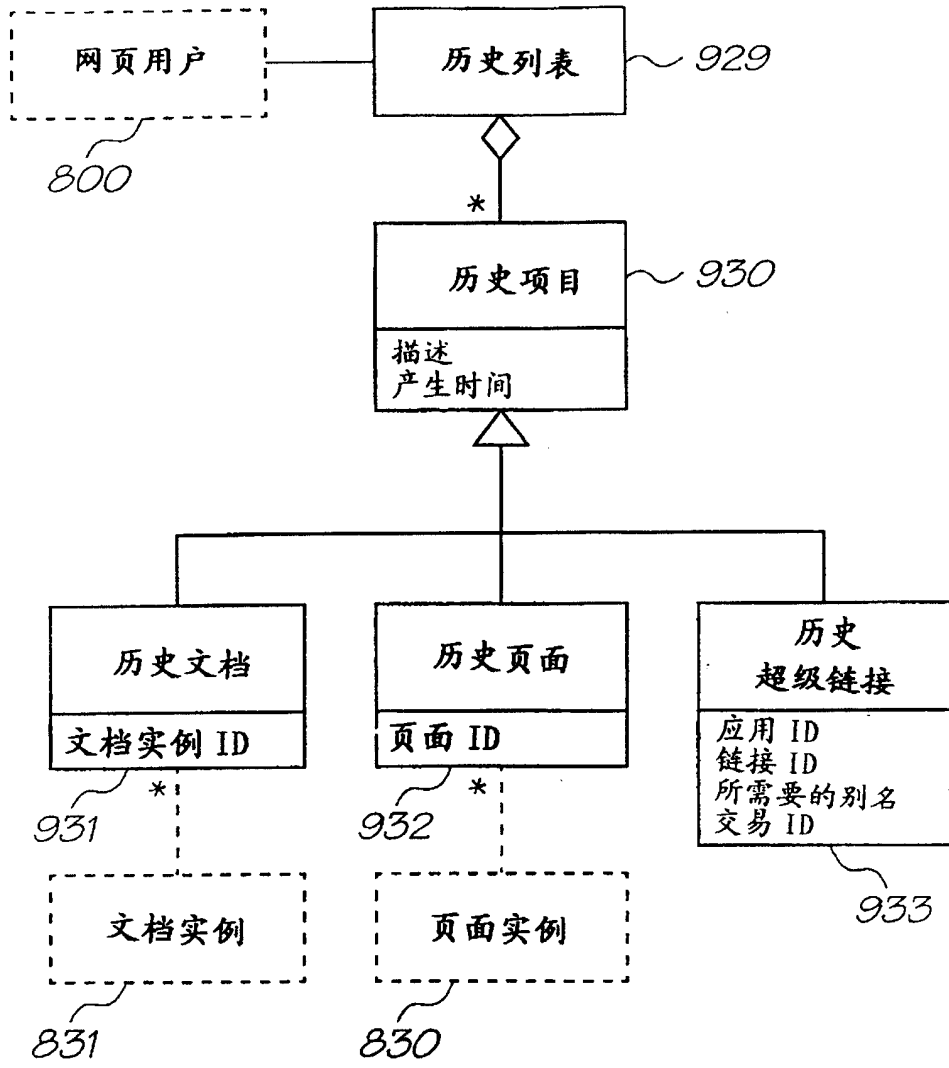 网页用户
历史列表
929
800
*
历史项目
930
描述
产生时间
历史文档
历史页面
历史
超级链接
文档实例 ID
页面 ID
应用 ID
链接 ID
所需要的别名
交易 ID
*
*
931
932
933
文档实例
页面实例
831
830